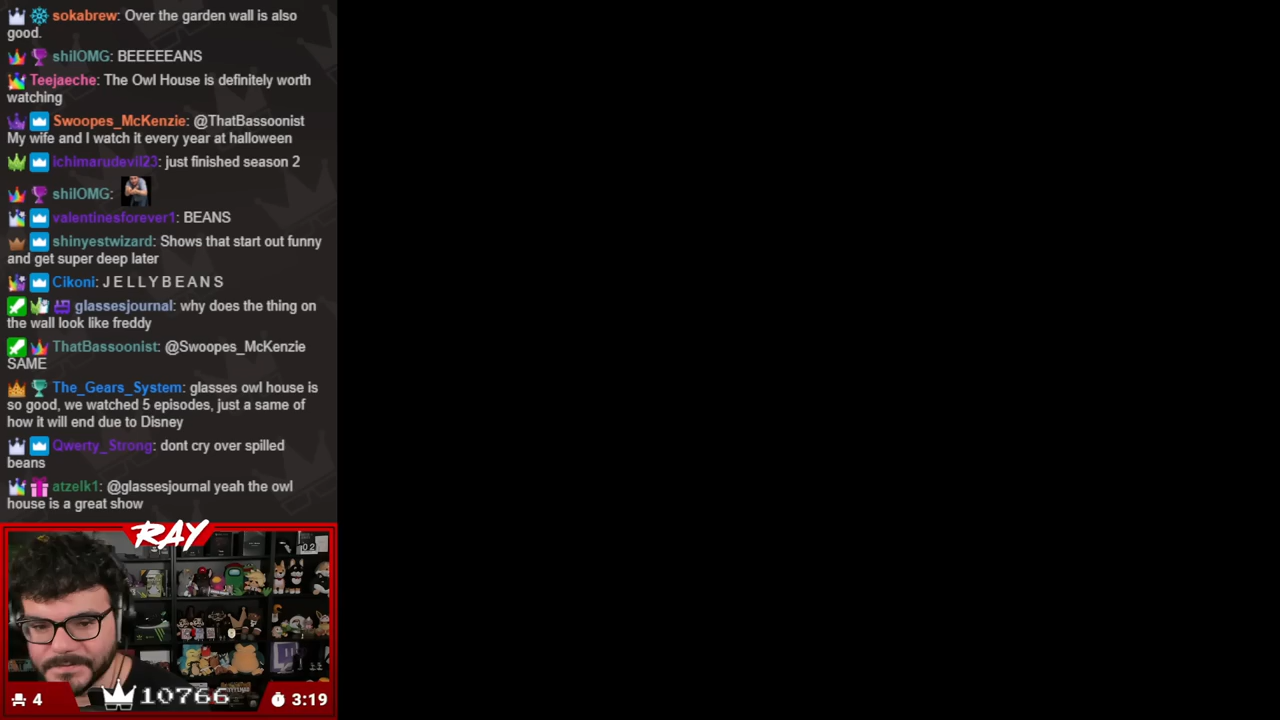 sokabrew: Over the garden wall is also
good.
shilOMG: BEEEEEANS
Teejaeche: The Owl House is definitely worth
watching
Swoopes_McKenzie: @ThatBassoonist
My wife and I watch it every year at halloween
ichimarudevil23: just finished season 2
shilOMG:
valentinesforever1: BEANS
shinyestwizard: Shows that start out funny
and get super deep later
Cikoni: J E L L Y B E A N S
glassesjournal: why does the thing on
the wall look like freddy
ThatBassoonist: @Swoopes_McKenzie
SAME
The_Gears_System: glasses owl house is
so good, we watched 5 episodes, just a same of
how it will end due to Disney
Qwerty_Strong: dont cry over spilled
beans
atzelk1: @glassesjournal yeah the owl
house is a great show
RAY
4
10766
3:19